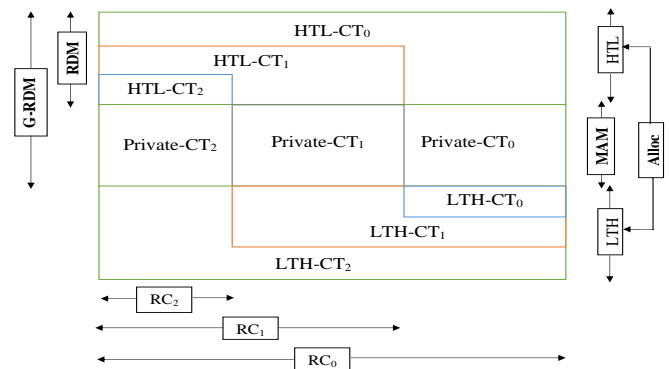 HTL-CT₀
HTL-CT₁
HTL-CT₂
Private-CT₂
Private-CT₁
Private-CT₀
LTH-CT₀
LTH-CT₁
LTH-CT₂
G-RDM
RDM
HTL
MAM
LTH
Alloc
RC₂
RC₁
RC₀